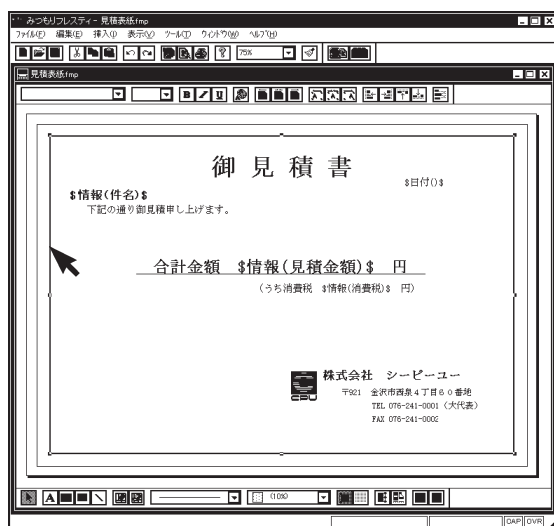 みつもりフレスティ - 見積表紙.fmp
ファイル(F) 編集(E) 挿入(I) 表示(V) ツール(T) ウィンドウ(W) ヘルプ(H)
75%
見積表紙.fmp
B I U
御 見 積 書
$日付()$
$情報(件名)$
下記の通り御見積申し上げます。
合計金額 $情報(見積金額)$ 円
(うち消費税 $情報(消費税)$ 円)
CPU
株式会社 シーピーユー
〒921 金沢市西泉4丁目60番地
TEL 076-241-0001 (大代表)
FAX 076-241-0002
A
(10%)
CAP OVR